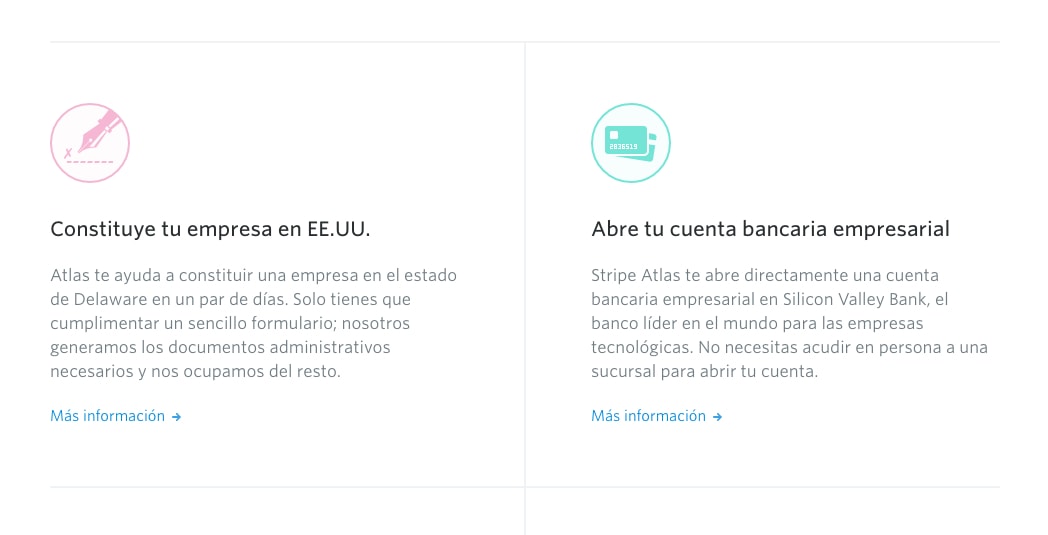 Constituye tu empresa en EE.UU.
Atlas te ayuda a constituir una empresa en el estado
de Delaware en un par de días. Solo tienes que
cumplimentar un sencillo formulario; nosotros
generamos los documentos administrativos
necesarios y nos ocupamos del resto.
Más información →
2836519
Abre tu cuenta bancaria empresarial
Stripe Atlas te abre directamente una cuenta
bancaria empresarial en Silicon Valley Bank, el
banco líder en el mundo para las empresas
tecnológicas. No necesitas acudir en persona a una
sucursal para abrir tu cuenta.
Más información →